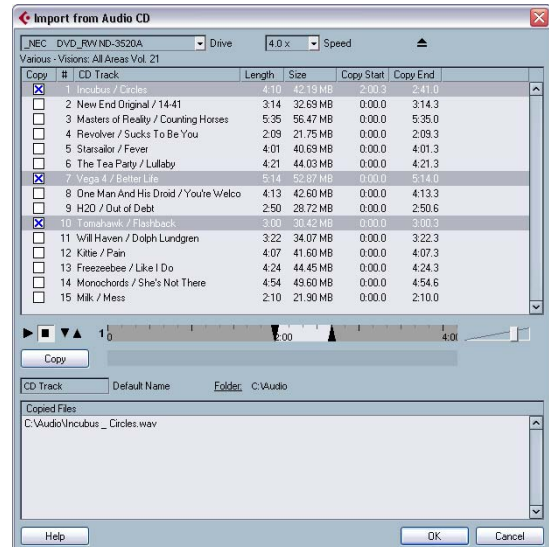 Import from Audio CD
_NEC DVD_RW ND-3520A Drive 4.0 x Speed
Various - Visions: All Areas Vol. 21
Copy # CD Track Length Size Copy Start Copy End
1 Incubus / Circles 4:10 42.19 MB 2:00.3 2:41.0
2 New End Original / 14-41 3:14 32.69 MB 0:00.0 3:14.3
3 Masters of Reality / Counting Horses 5:35 56.47 MB 0:00.0 5:35.0
4 Revolver / Sucks To Be You 2:09 21.75 MB 0:00.0 2:09.3
5 Starsailor / Fever 4:01 40.69 MB 0:00.0 4:01.3
6 The Tea Party / Lullaby 4:21 44.03 MB 0:00.0 4:21.3
7 Vega 4 / Better Life 5:14 52.87 MB 0:00.0 5:14.0
8 One Man And His Droid / You're Welco 4:13 42.60 MB 0:00.0 4:13.3
9 H2O / Out of Debt 2:50 28.72 MB 0:00.0 2:50.6
10 Tomahawk / Flashback 3:00 30.42 MB 0:00.0 3:00.3
11 Will Haven / Dolph Lundgren 3:22 34.07 MB 0:00.0 3:22.3
12 Kittie / Pain 4:07 41.60 MB 0:00.0 4:07.3
13 Freezeebee / Like I Do 4:24 44.45 MB 0:00.0 4:24.3
14 Monochords / She's Not There 4:54 49.60 MB 0:00.0 4:54.6
15 Milk / Mess 2:10 21.90 MB 0:00.0 2:10.0
1 0 2:00 4:00
Copy
CD Track Default Name Folder: C:\Audio
Copied Files
C:\Audio\Incubus _ Circles.wav
Help OK Cancel